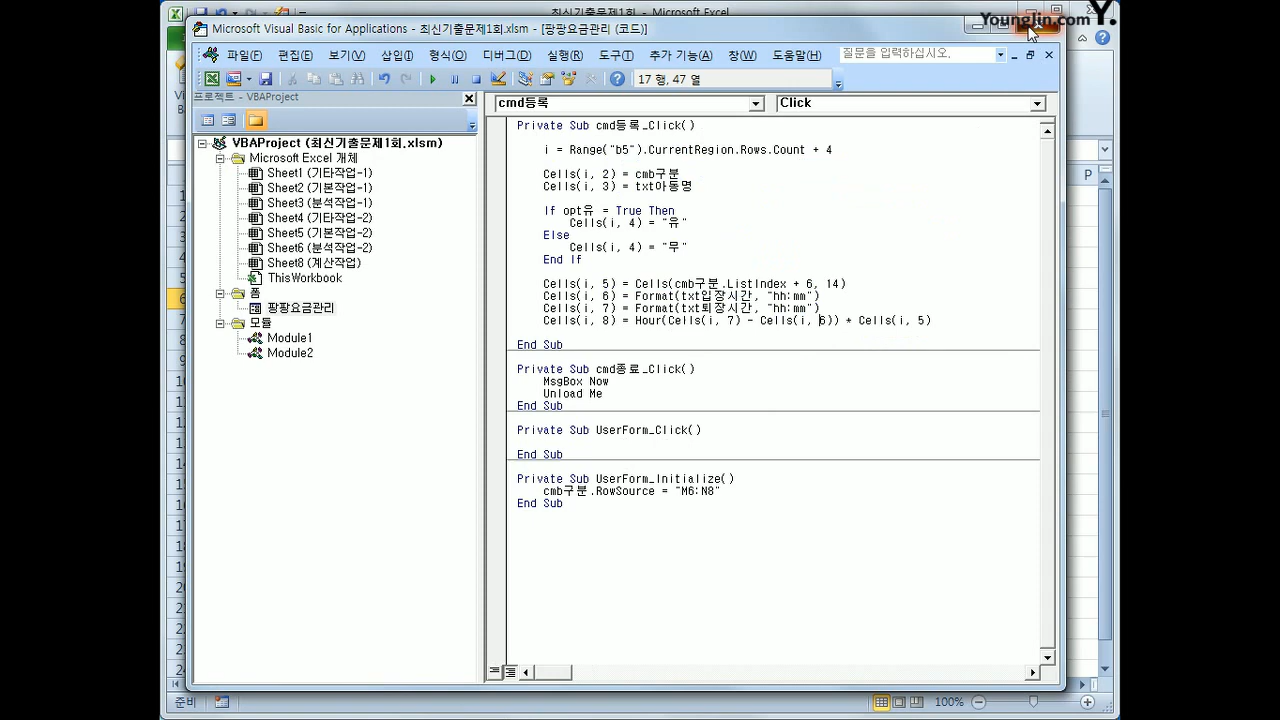 최신기출문제1회 - Microsoft Excel
Younglin.com Y.
Microsoft Visual Basic for Applications - 최신기출문제1회.xlsm - [팡팡요금관리 (코드)]
파일(F) 편집(E) 보기(V) 삽입(I) 형식(O) 디버그(D) 실행(R) 도구(T) 추가 기능(A) 창(W) 도움말(H) 질문을 입력하십시오.
17 행, 47 열
프로젝트 - VBAProject
cmd등록 Click
VBAProject (최신기출문제1회.xlsm)
Microsoft Excel 개체
Sheet1 (기타작업-1)
Sheet2 (기본작업-1)
Sheet3 (분석작업-1)
Sheet4 (기타작업-2)
Sheet5 (기본작업-2)
Sheet6 (분석작업-2)
Sheet8 (계산작업)
ThisWorkbook
폼
팡팡요금관리
모듈
Module1
Module2
Private Sub cmd등록_Click()
i = Range("b5").CurrentRegion.Rows.Count + 4
Cells(i, 2) = cmb구분
Cells(i, 3) = txt아동명
If opt유 = True Then
Cells(i, 4) = "유"
Else
Cells(i, 4) = "무"
End If
Cells(i, 5) = Cells(cmb구분.ListIndex + 6, 14)
Cells(i, 6) = Format(txt입장시간, "hh:mm")
Cells(i, 7) = Format(txt퇴장시간, "hh:mm")
Cells(i, 8) = Hour(Cells(i, 7) - Cells(i, 6)) * Cells(i, 5)
End Sub
Private Sub cmd종료_Click()
MsgBox Now
Unload Me
End Sub
Private Sub UserForm_Click()
End Sub
Private Sub UserForm_Initialize()
cmb구분.RowSource = "M6:N8"
End Sub
P
준비
100%